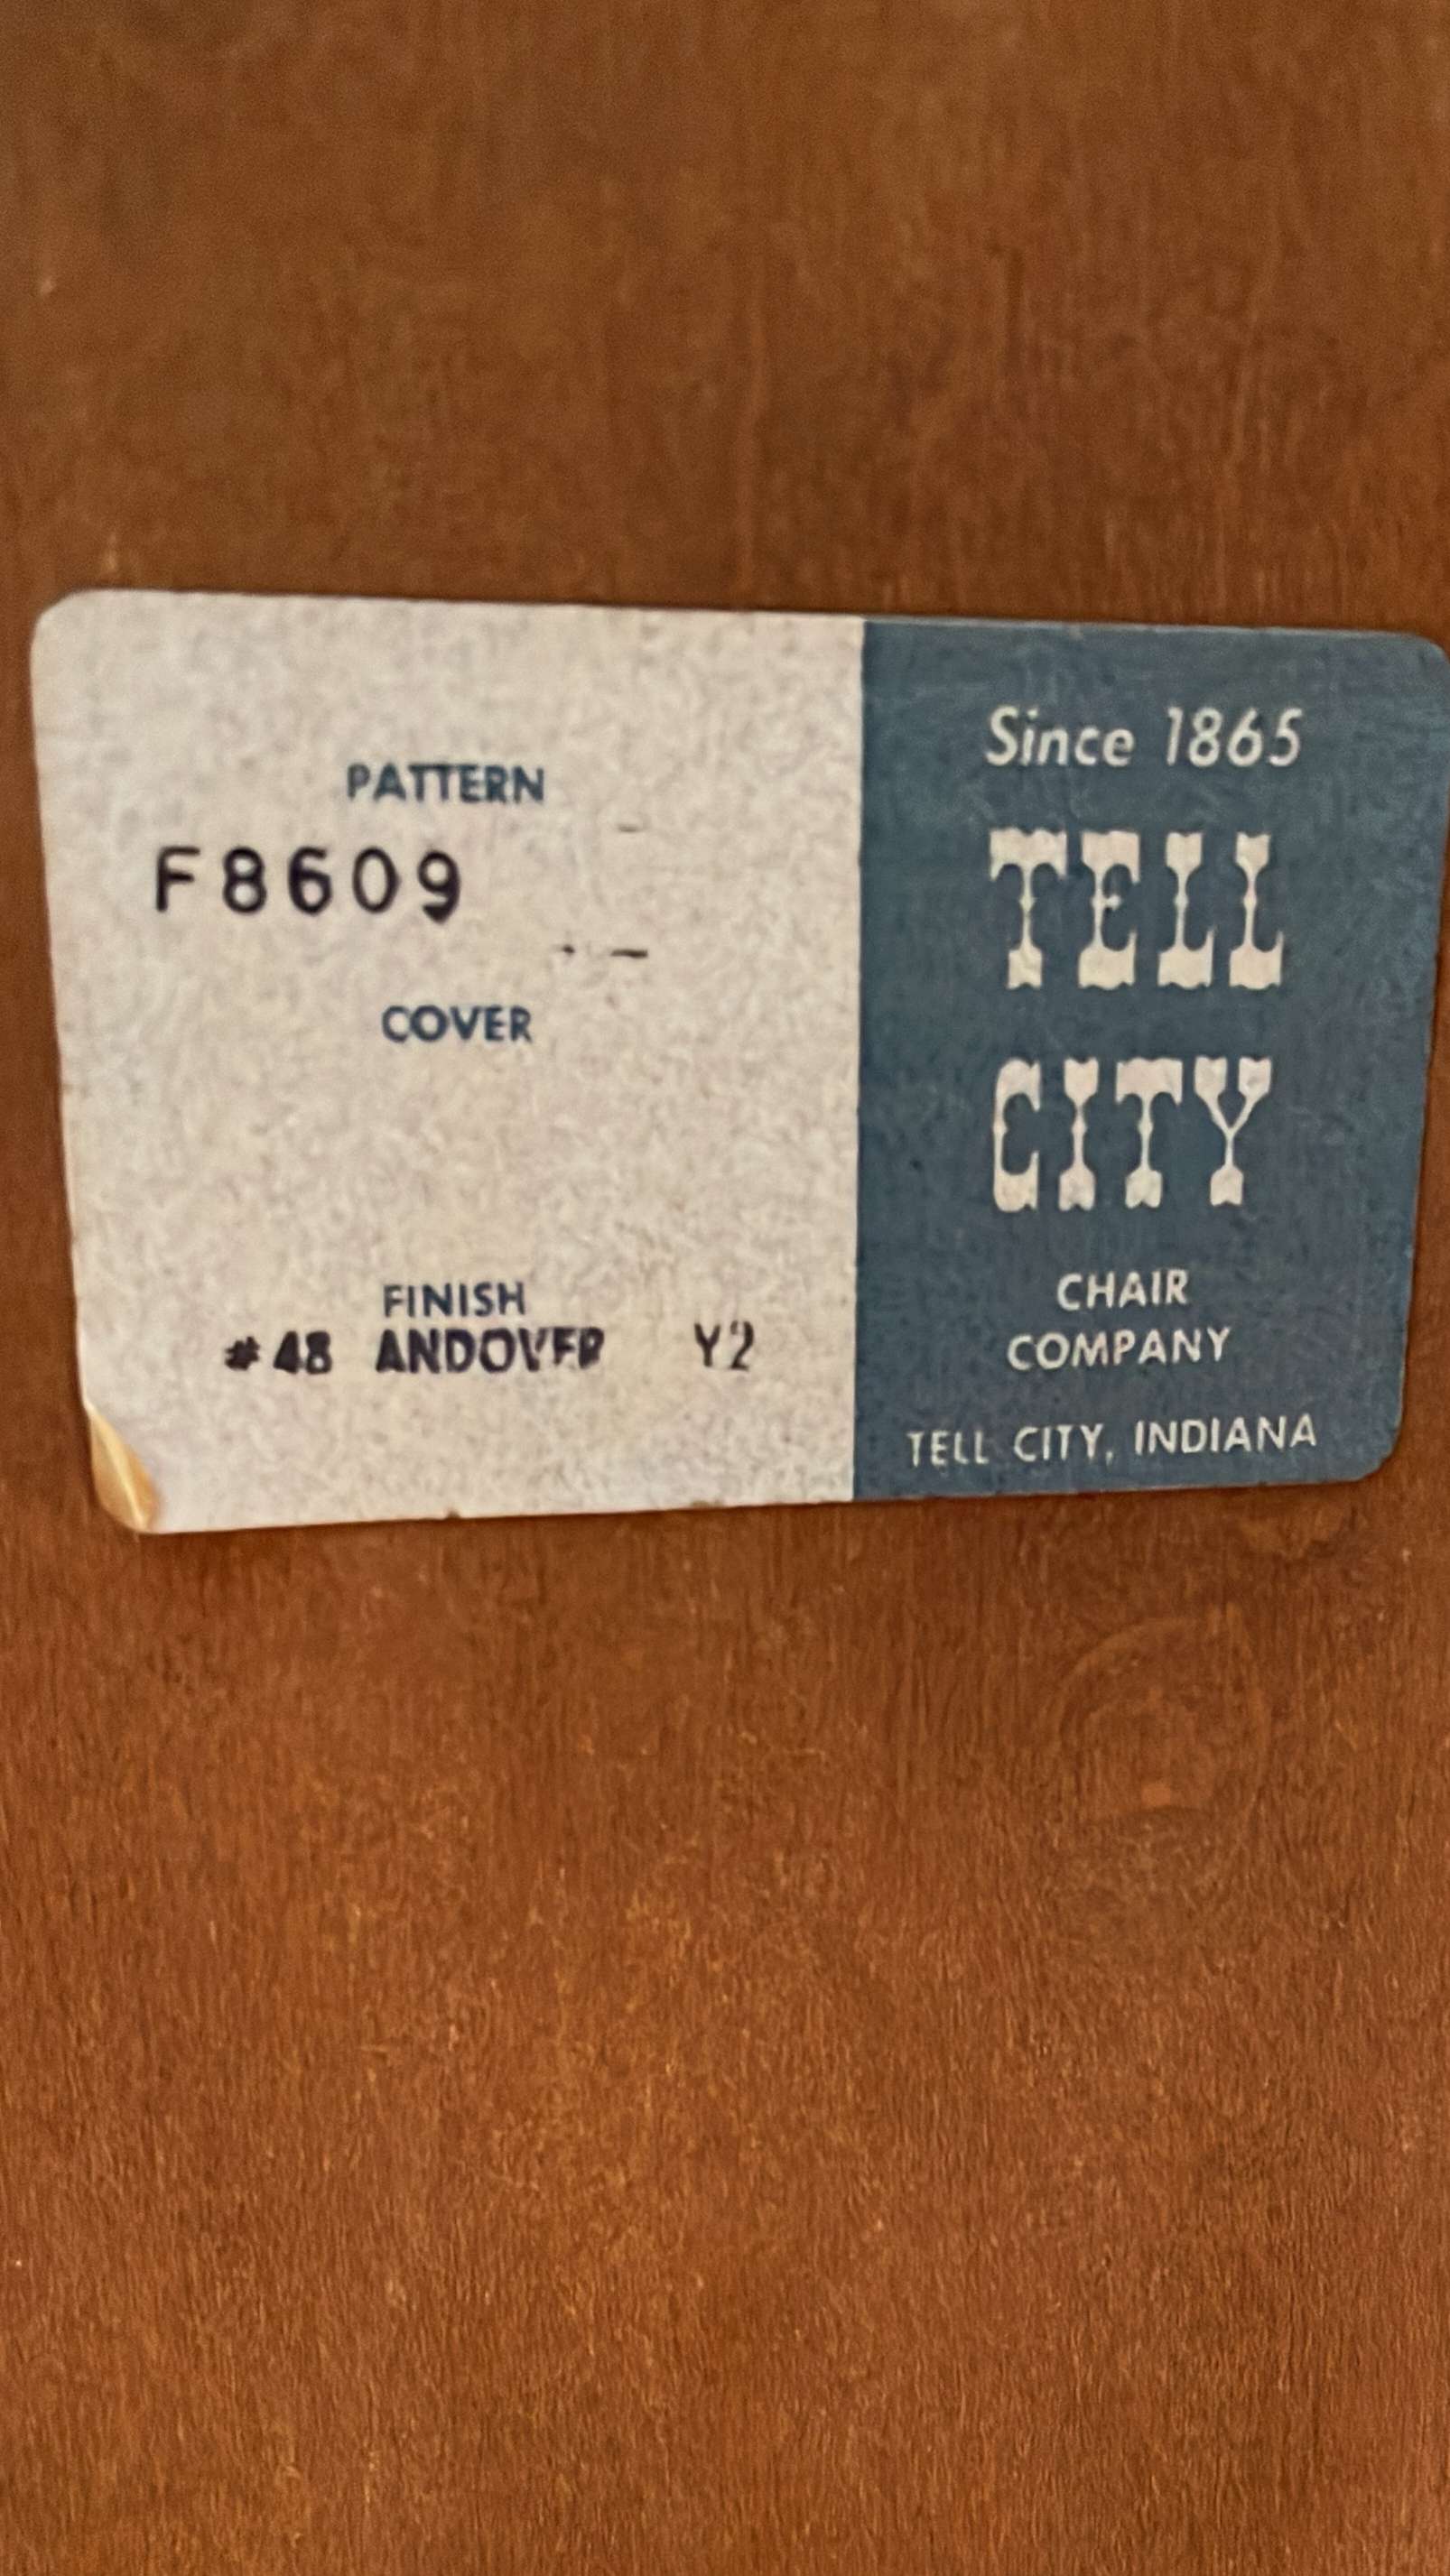 PATTERN
F8609
COVER
FINISH
#48 ANDOVER Y2
Since 1865
TELL
CITY
CHAIR
COMPANY
TELL CITY, INDIANA